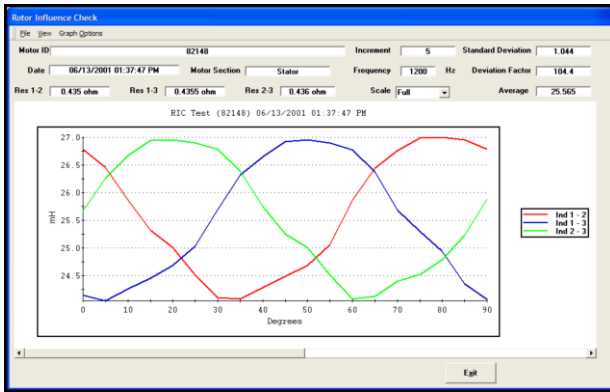 Rotor Influence Check
File View Graph Options
Motor ID 82148 Increment 5 Standard Deviation 1.044
Date 06/13/2001 01:37:47 PM Motor Section Stator Frequency 1200 Hz Deviation Factor 104.4
Res 1-2 0.435 ohm Res 1-3 0.4355 ohm Res 2-3 0.436 ohm Scale Full Average 25.565
RIC Test (82148) 06/13/2001 01:37:47 PM
27.0
26.5
26.0
25.5
25.0
24.5
mH
0 10 20 30 40 50 60 70 80 90
Degrees
Ind 1 - 2
Ind 1 - 3
Ind 2 - 3
Exit